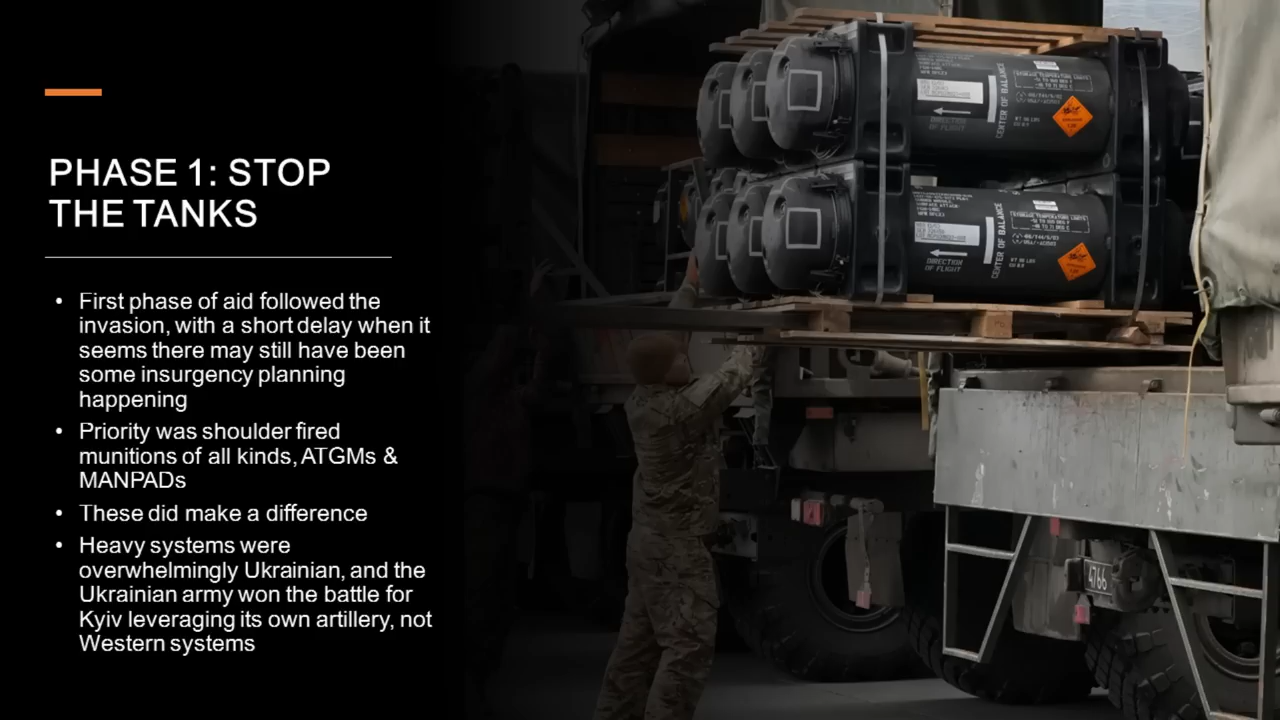 PHASE 1: STOP
THE TANKS
• First phase of aid followed the
invasion, with a short delay when it
seems there may still have been
some insurgency planning
happening
• Priority was shoulder fired
munitions of all kinds, ATGMs &
MANPADs
• These did make a difference
• Heavy systems were
overwhelmingly Ukrainian, and the
Ukrainian army won the battle for
Kyiv leveraging its own artillery, not
Western systems
CENTER OF BALANCE
DIRECTION
OF FLIGHT
CENTER OF BALANCE
DIRECTION
OF FLIGHT
4766